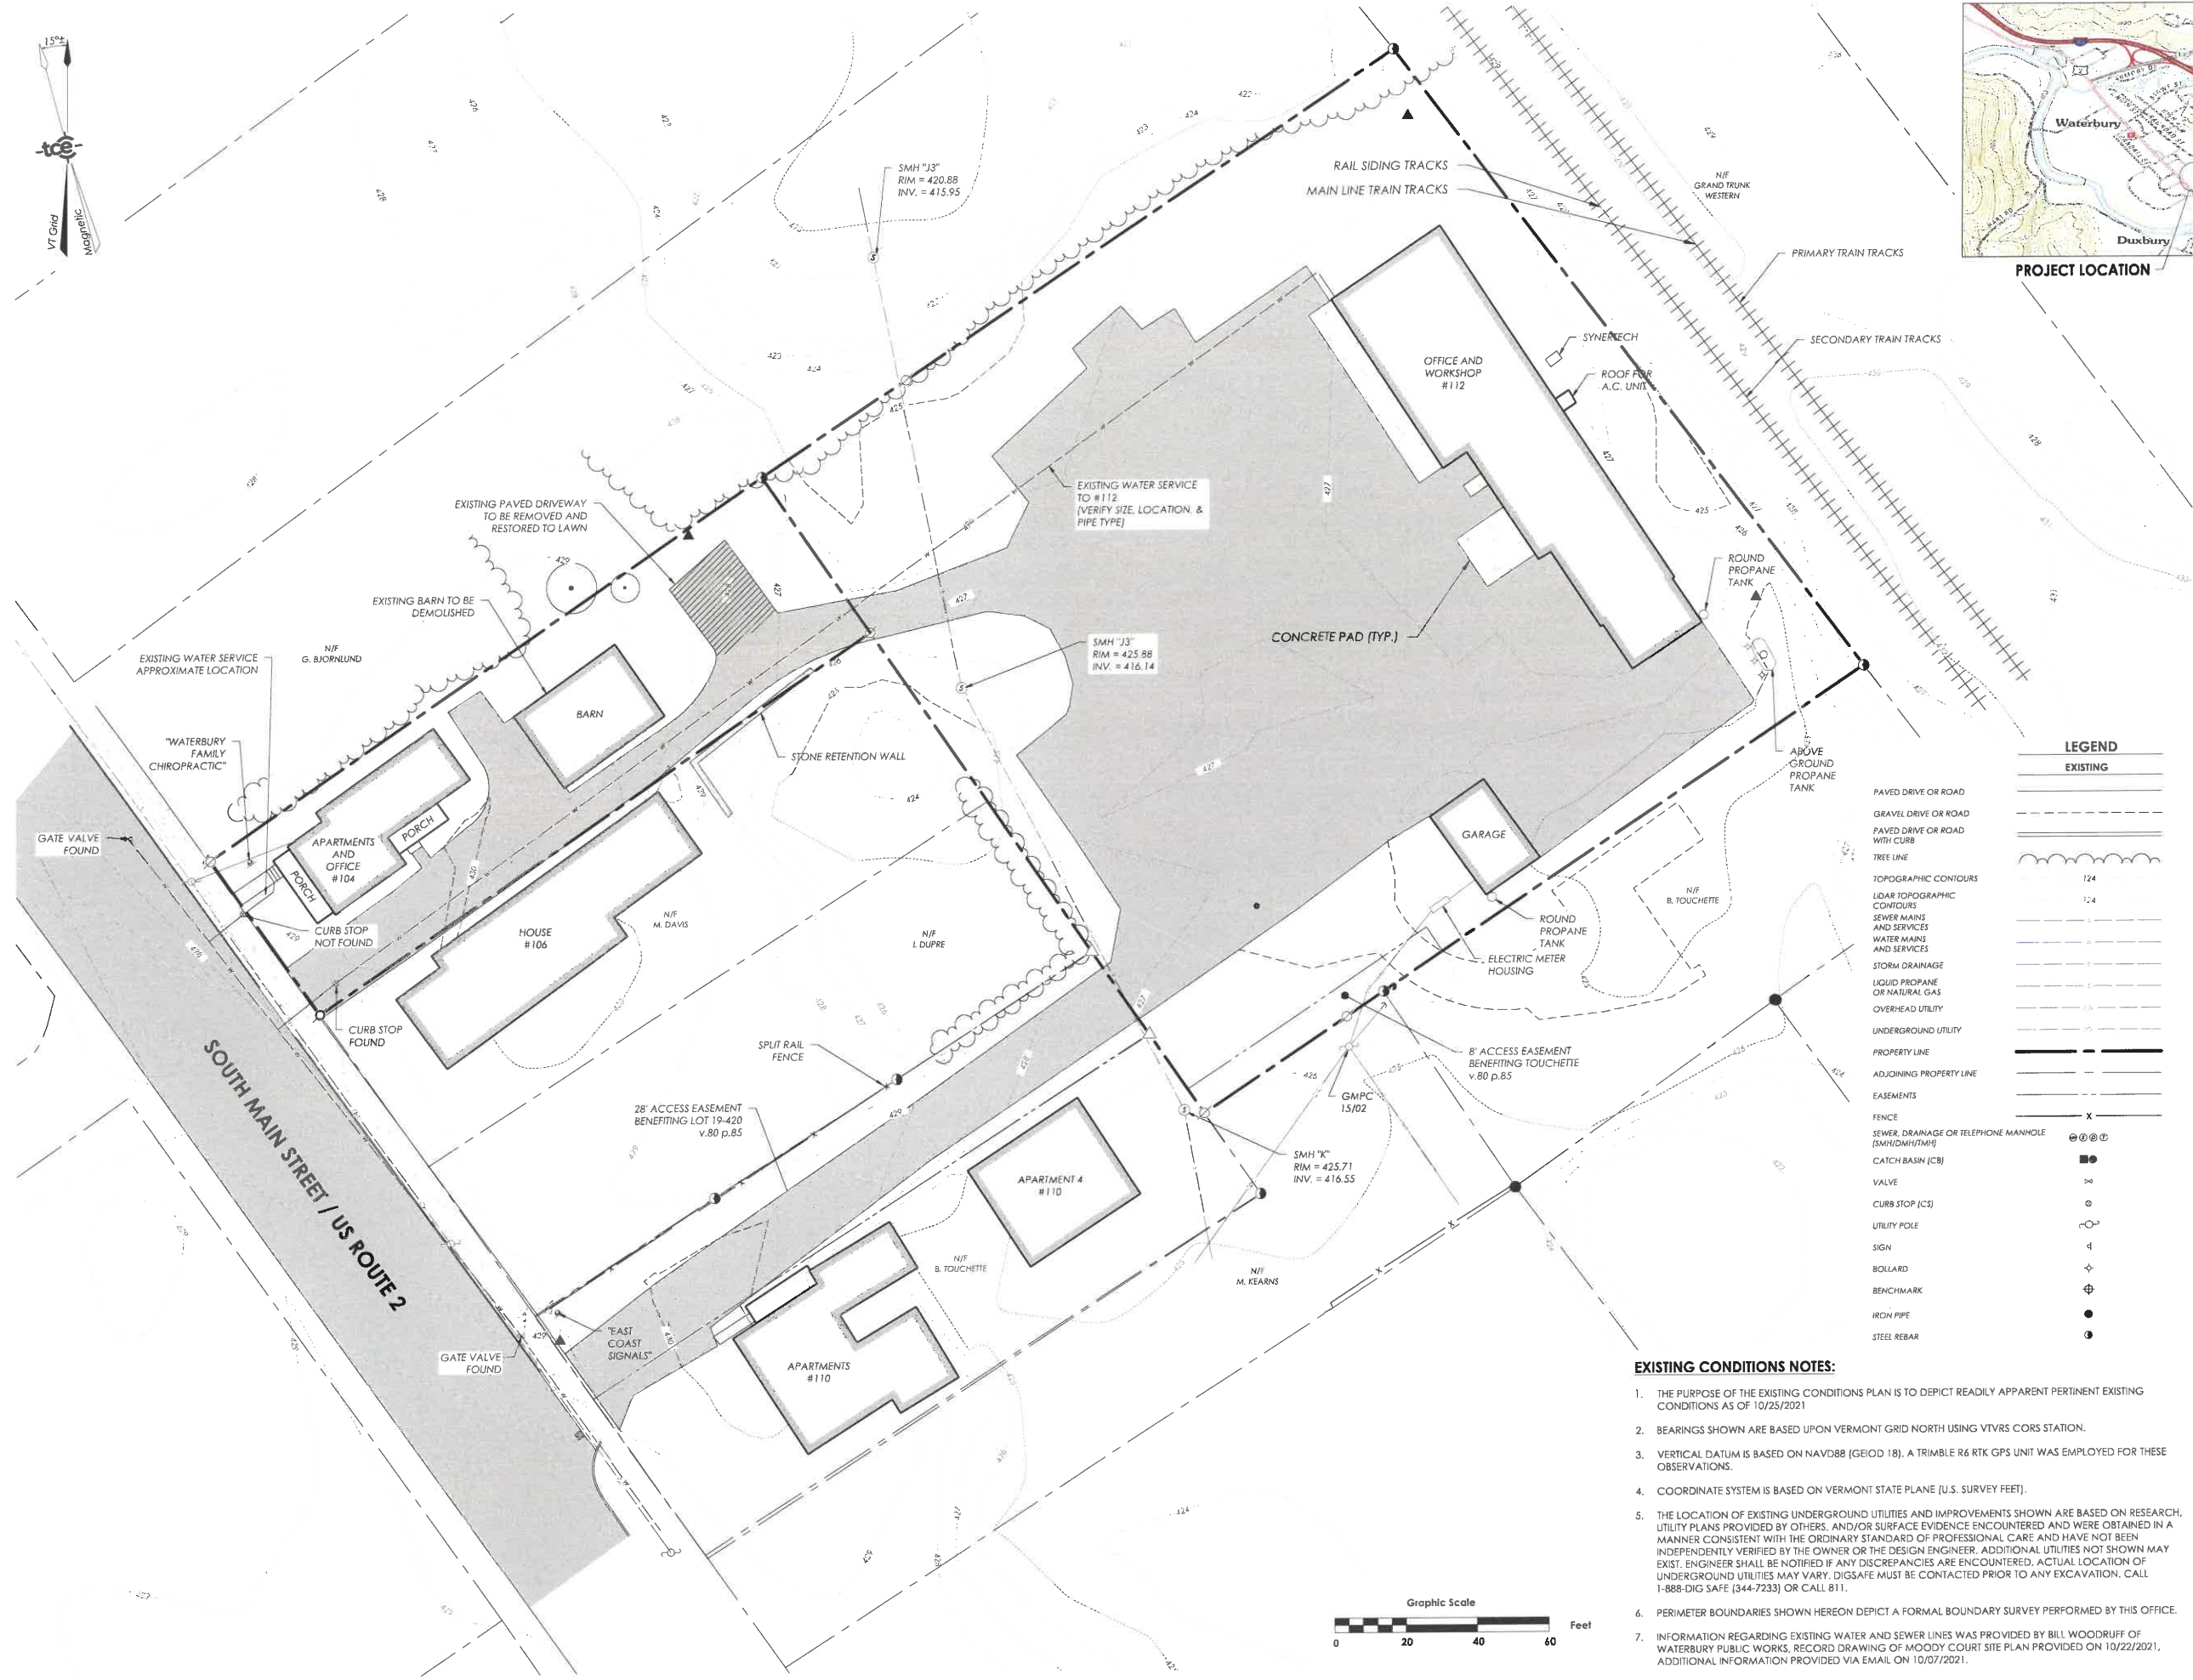 15°±
-tce-
VT Grid
Magnetic
SMH "J3"
RIM = 420.88
INV. = 415.95
RAIL SIDING TRACKS
MAIN LINE TRAIN TRACKS
N/F
GRAND TRUNK
WESTERN
PRIMARY TRAIN TRACKS
SECONDARY TRAIN TRACKS
Waterbury
Duxbury
PROJECT LOCATION
SYNERTECH
ROOF FOR
A.C. UNIT
OFFICE AND
WORKSHOP
#112
EXISTING WATER SERVICE
TO #112
(VERIFY SIZE, LOCATION, &
PIPE TYPE)
EXISTING PAVED DRIVEWAY
TO BE REMOVED AND
RESTORED TO LAWN
EXISTING BARN TO BE
DEMOLISHED
N/F
G. BJORNLUND
EXISTING WATER SERVICE
APPROXIMATE LOCATION
"WATERBURY
FAMILY
CHIROPRACTIC"
GATE VALVE
FOUND
BARN
APARTMENTS
AND
OFFICE
#104
PORCH
PORCH
CURB STOP
NOT FOUND
CURB STOP
FOUND
HOUSE
#106
N/F
M. DAVIS
STONE RETENTION WALL
SMH "J3"
RIM = 425.88
INV. = 416.14
CONCRETE PAD (TYP.)
ROUND
PROPANE
TANK
ABOVE
GROUND
PROPANE
TANK
GARAGE
N/F
B. TOUCHETTE
ROUND
PROPANE
TANK
ELECTRIC METER
HOUSING
N/F
I. DUPRE
SPLIT RAIL
FENCE
28' ACCESS EASEMENT
BENEFITING LOT 19-420
v.80 p.85
8' ACCESS EASEMENT
BENEFITING TOUCHETTE
v.80 p.85
GMPC
15/02
SMH "K"
RIM = 425.71
INV. = 416.55
APARTMENT 4
#110
N/F
B. TOUCHETTE
N/F
M. KEARNS
APARTMENTS
#110
"EAST
COAST
SIGNALS"
GATE VALVE
FOUND
SOUTH MAIN STREET / US ROUTE 2
LEGEND
EXISTING
PAVED DRIVE OR ROAD
GRAVEL DRIVE OR ROAD
PAVED DRIVE OR ROAD
WITH CURB
TREE LINE
TOPOGRAPHIC CONTOURS 124
LIDAR TOPOGRAPHIC
CONTOURS 124
SEWER MAINS
AND SERVICES
WATER MAINS
AND SERVICES
STORM DRAINAGE
LIQUID PROPANE
OR NATURAL GAS
OVERHEAD UTILITY
UNDERGROUND UTILITY
PROPERTY LINE
ADJOINING PROPERTY LINE
EASEMENTS
FENCE X
SEWER, DRAINAGE OR TELEPHONE MANHOLE
(SMH/DMH/TMH)
CATCH BASIN (CB)
VALVE
CURB STOP (CS)
UTILITY POLE
SIGN
BOLLARD
BENCHMARK
IRON PIPE
STEEL REBAR
EXISTING CONDITIONS NOTES:
1. THE PURPOSE OF THE EXISTING CONDITIONS PLAN IS TO DEPICT READILY APPARENT PERTINENT EXISTING
CONDITIONS AS OF 10/25/2021
2. BEARINGS SHOWN ARE BASED UPON VERMONT GRID NORTH USING VTVRS CORS STATION.
3. VERTICAL DATUM IS BASED ON NAVD88 (GEIOD 18). A TRIMBLE R6 RTK GPS UNIT WAS EMPLOYED FOR THESE
OBSERVATIONS.
4. COORDINATE SYSTEM IS BASED ON VERMONT STATE PLANE (U.S. SURVEY FEET).
5. THE LOCATION OF EXISTING UNDERGROUND UTILITIES AND IMPROVEMENTS SHOWN ARE BASED ON RESEARCH,
UTILITY PLANS PROVIDED BY OTHERS, AND/OR SURFACE EVIDENCE ENCOUNTERED AND WERE OBTAINED IN A
MANNER CONSISTENT WITH THE ORDINARY STANDARD OF PROFESSIONAL CARE AND HAVE NOT BEEN
INDEPENDENTLY VERIFIED BY THE OWNER OR THE DESIGN ENGINEER. ADDITIONAL UTILITIES NOT SHOWN MAY
EXIST. ENGINEER SHALL BE NOTIFIED IF ANY DISCREPANCIES ARE ENCOUNTERED. ACTUAL LOCATION OF
UNDERGROUND UTILITIES MAY VARY. DIGSAFE MUST BE CONTACTED PRIOR TO ANY EXCAVATION. CALL
1-888-DIG SAFE (344-7233) OR CALL 811.
6. PERIMETER BOUNDARIES SHOWN HEREON DEPICT A FORMAL BOUNDARY SURVEY PERFORMED BY THIS OFFICE.
7. INFORMATION REGARDING EXISTING WATER AND SEWER LINES WAS PROVIDED BY BILL WOODRUFF OF
WATERBURY PUBLIC WORKS, RECORD DRAWING OF MOODY COURT SITE PLAN PROVIDED ON 10/22/2021,
ADDITIONAL INFORMATION PROVIDED VIA EMAIL ON 10/07/2021.
Graphic Scale
0 20 40 60 Feet